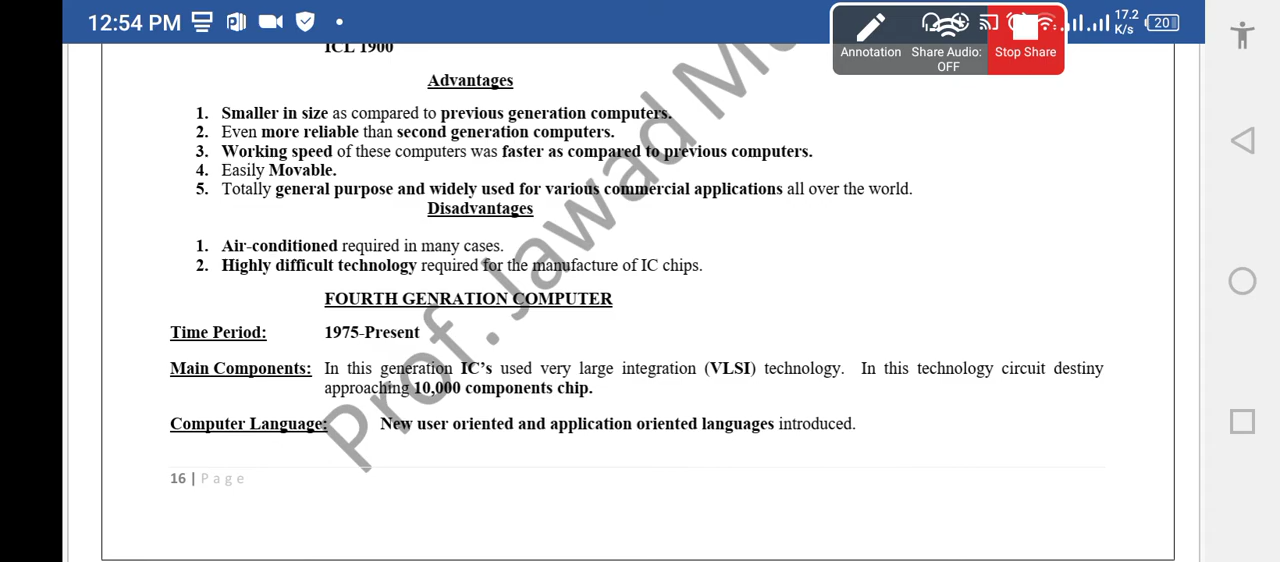 12:54 PM
17.2
K/s
20
Annotation
Share Audio:
OFF
Stop Share
ICL 1900
Advantages
1. Smaller in size as compared to previous generation computers.
2. Even more reliable than second generation computers.
3. Working speed of these computers was faster as compared to previous computers.
4. Easily Movable.
5. Totally general purpose and widely used for various commercial applications all over the world.
Disadvantages
1. Air-conditioned required in many cases.
2. Highly difficult technology required for the manufacture of IC chips.
FOURTH GENRATION COMPUTER
Time Period: 1975-Present
Main Components: In this generation IC's used very large integration (VLSI) technology. In this technology circuit destiny
approaching 10,000 components chip.
Computer Language: New user oriented and application oriented languages introduced.
16 | Page
Prof. Jawad